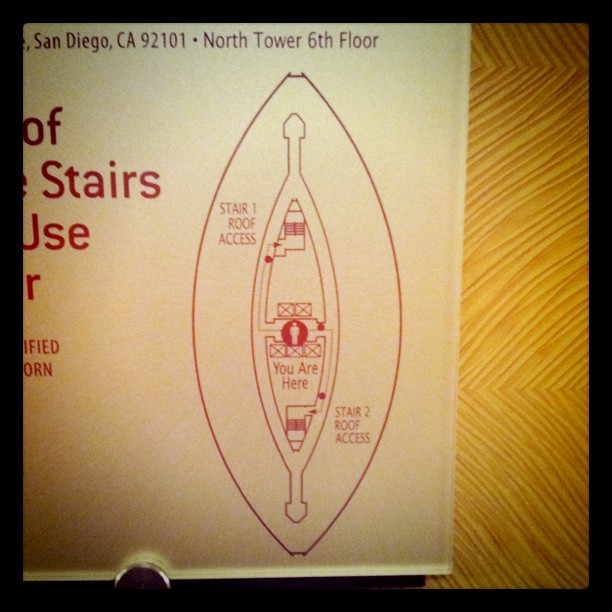 , San Diego, CA 92101 • North Tower 6th Floor
of
Stairs
Use
r
IFIED
ORN
STAIR 1
ROOF
ACCESS
You Are
Here
STAIR 2
ROOF
ACCESS